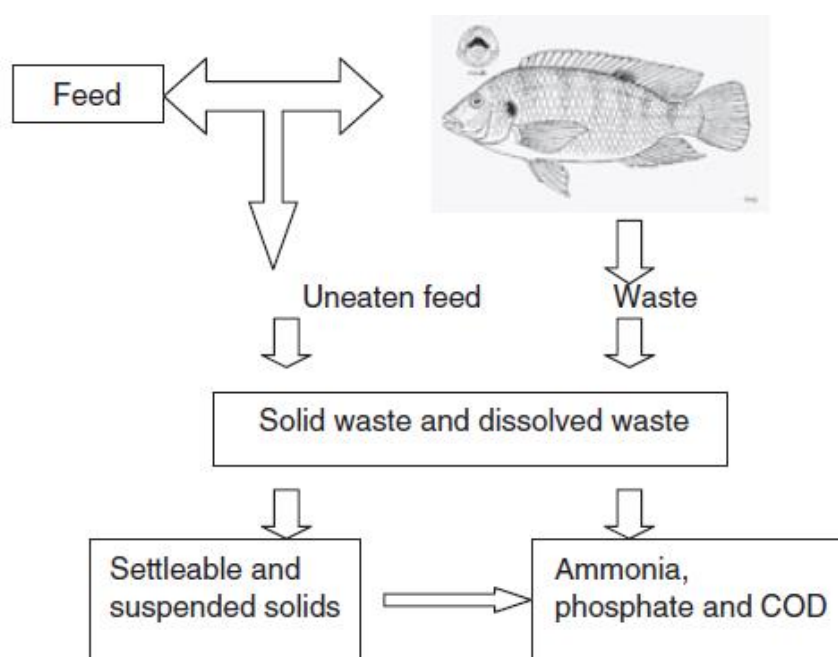 Feed
Uneaten feed
Waste
Solid waste and dissolved waste
Settleable and
suspended solids
Ammonia,
phosphate and COD